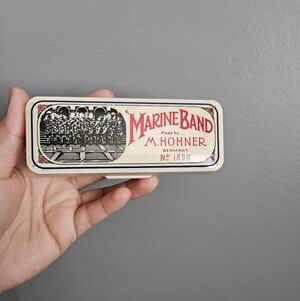 MARINE BAND
Made by
M. HOHNER
GERMANY
No 1896